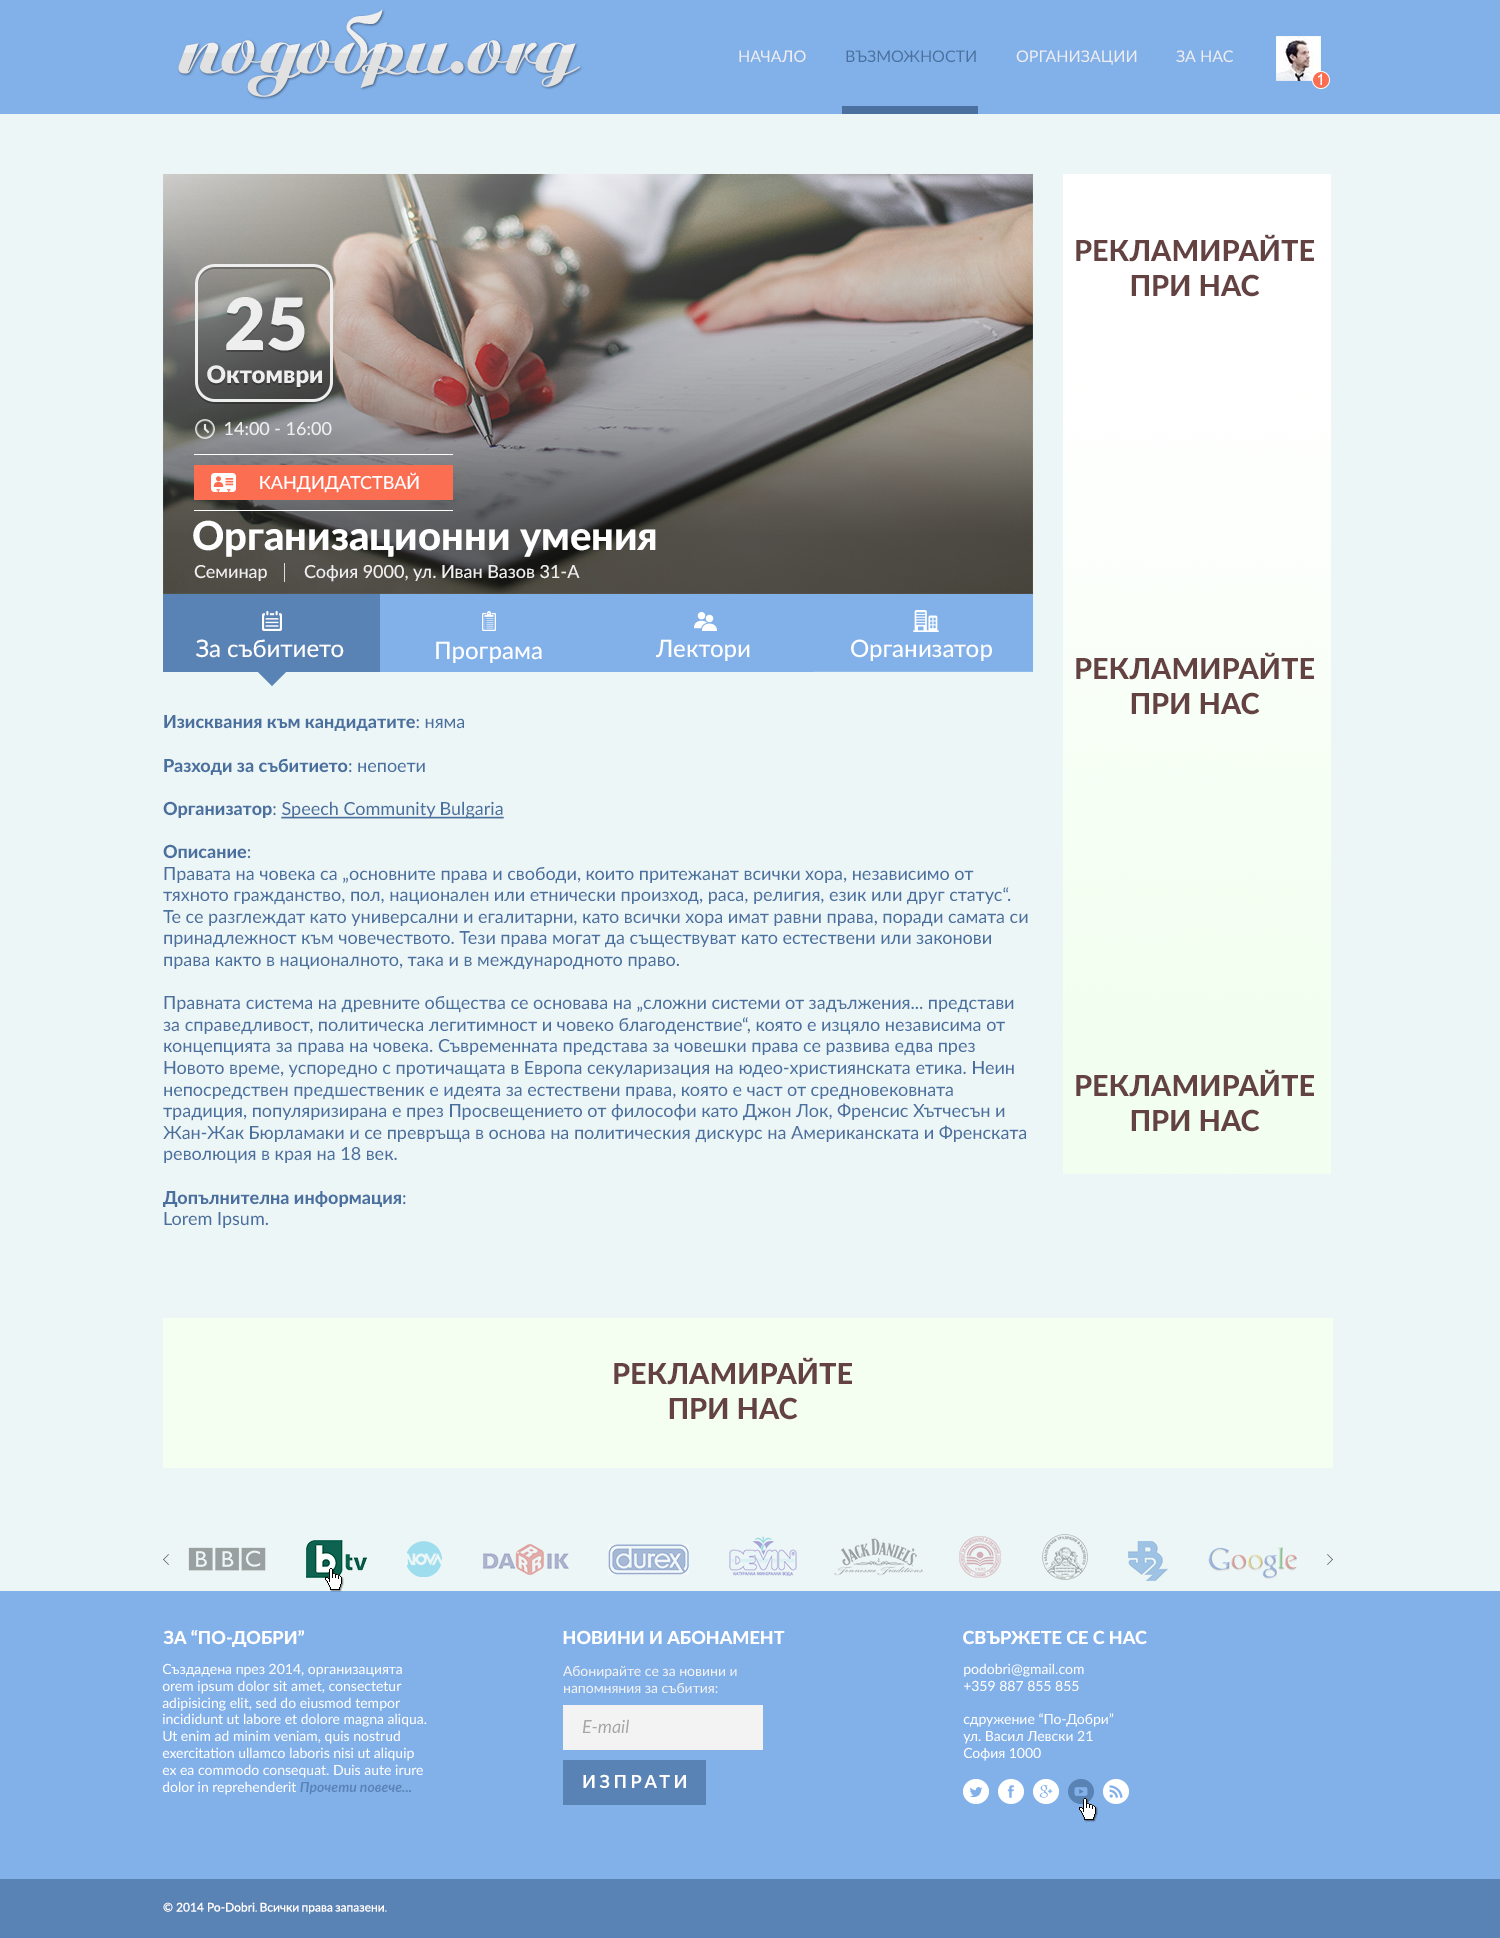 подобри.org
НАЧАЛО ВЪЗМОЖНОСТИ ОРГАНИЗАЦИИ ЗА НАС
1
25
Октомври
14:00 - 16:00
КАНДИДАТСТВАЙ
Организационни умения
Семинар | София 9000, ул. Иван Вазов 31-А
За събитието Програма Лектори Организатор
Изисквания към кандидатите: няма
Разходи за събитието: непоети
Организатор: Speech Community Bulgaria
Описание:
Правата на човека са „основните права и свободи, които притежанат всички хора, независимо от
тяхното гражданство, пол, национален или етнически произход, раса, религия, език или друг статус“.
Те се разглеждат като универсални и егалитарни, като всички хора имат равни права, поради самата си
принадлежност към човечеството. Тези права могат да съществуват като естествени или законови
права както в националното, така и в международното право.
Правната система на древните общества се основава на „сложни системи от задължения... представи
за справедливост, политическа легитимност и човеко благоденствие“, която е изцяло независима от
концепцията за права на човека. Съвременната представа за човешки права се развива едва през
Новото време, успоредно с протичащата в Европа секуларизация на юдео-християнската етика. Неин
непосредствен предшественик е идеята за естествени права, която е част от средновековната
традиция, популяризирана е през Просвещението от философи като Джон Лок, Френсис Хътчесън и
Жан-Жак Бюрламаки и се превръща в основа на политическия дискурс на Американската и Френската
революция в края на 18 век.
Допълнителна информация:
Lorem Ipsum.
РЕКЛАМИРАЙТЕ
ПРИ НАС
РЕКЛАМИРАЙТЕ
ПРИ НАС
РЕКЛАМИРАЙТЕ
ПРИ НАС
РЕКЛАМИРАЙТЕ
ПРИ НАС
BBC btv NOVA DARRIK durex DEVIN JACK DANIEL'S Google
ЗА “ПО-ДОБРИ”
Създадена през 2014, организацията
orem ipsum dolor sit amet, consectetur
adipisicing elit, sed do eiusmod tempor
incididunt ut labore et dolore magna aliqua.
Ut enim ad minim veniam, quis nostrud
exercitation ullamco laboris nisi ut aliquip
ex ea commodo consequat. Duis aute irure
dolor in reprehenderit Прочети повече...
НОВИНИ И АБОНАМЕНТ
Абонирайте се за новини и
напомняния за събития:
E-mail
ИЗПРАТИ
СВЪРЖЕТЕ СЕ С НАС
podobri@gmail.com
+359 887 855 855
сдружение “По-Добри”
ул. Васил Левски 21
София 1000
© 2014 Po-Dobri. Всички права запазени.